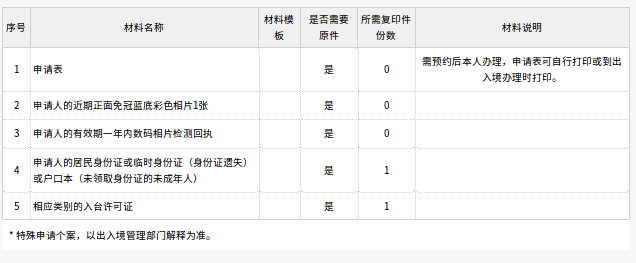 序号 材料名称 材料模板 是否需要原件 所需复印件份数 材料说明
1 申请表 是 0 需预约后本人办理，申请表可自行打印或到出入境办理时打印。
2 申请人的近期正面免冠蓝底彩色相片1张 是 0
3 申请人的有效期一年内数码相片检测回执 是 0
4 申请人的居民身份证或临时身份证（身份证遗失）或户口本（未领取身份证的未成年人） 是 1
5 相应类别的入台许可证 是 1
* 特殊申请个案，以出入境管理部门解释为准。